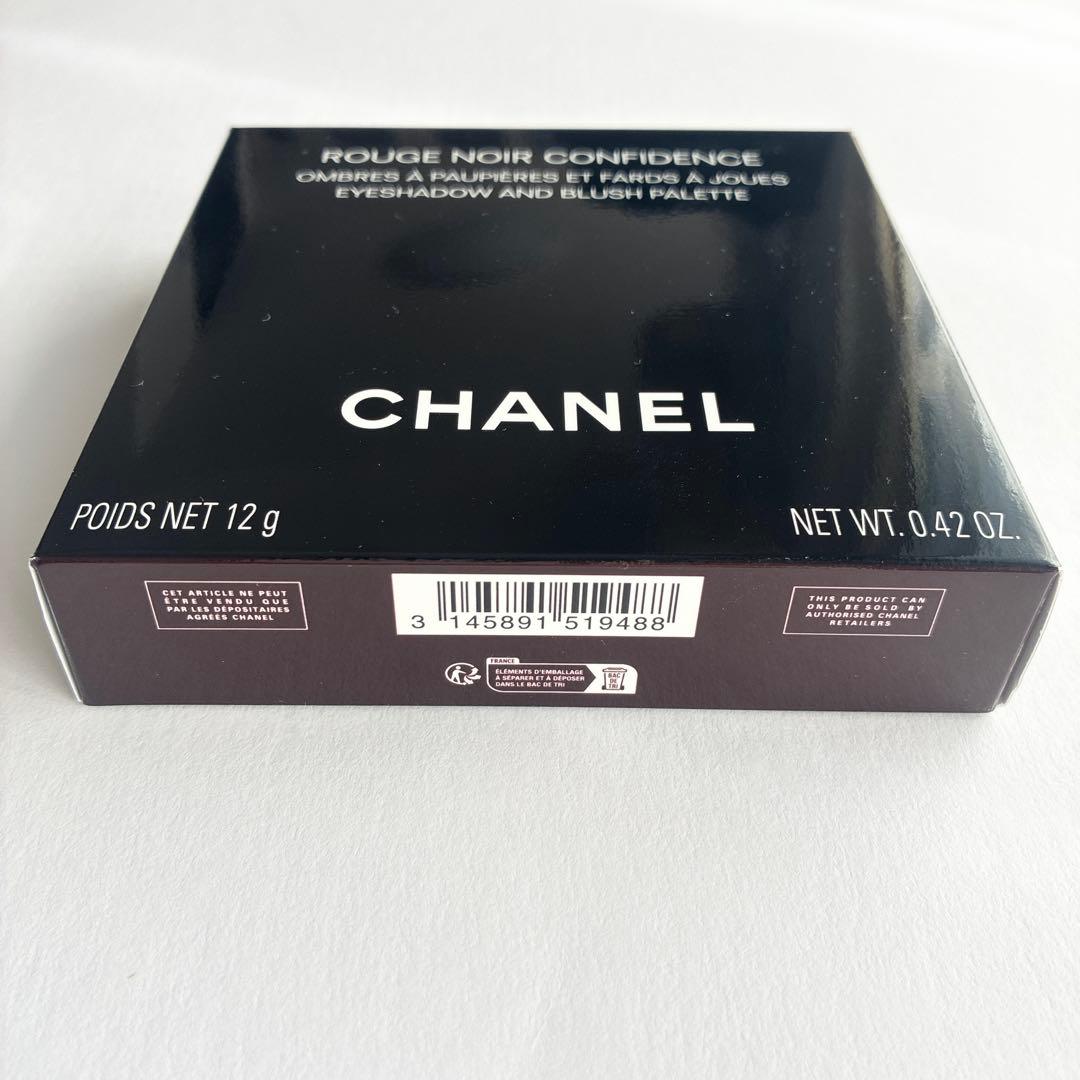 ROUGE NOIR CONFIDENCE
OMBRES À PAUPIÈRES ET FARDS À JOUES
EYESHADOW AND BLUSH PALETTE
CHANEL
POIDS NET 12 g
NET WT. 0.42 OZ.
CET ARTICLE NE PEUT
ÊTRE VENDU QUE
PAR LES DÉPOSITAIRES
AGRÉÉS CHANEL
3 145891 519488
THIS PRODUCT CAN
ONLY BE SOLD BY
AUTHORISED CHANEL
RETAILERS
FRANCE
ÉLÉMENTS D'EMBALLAGE
À SÉPARER ET À DÉPOSER
DANS LE BAC DE TRI
BAC
DE
TRI